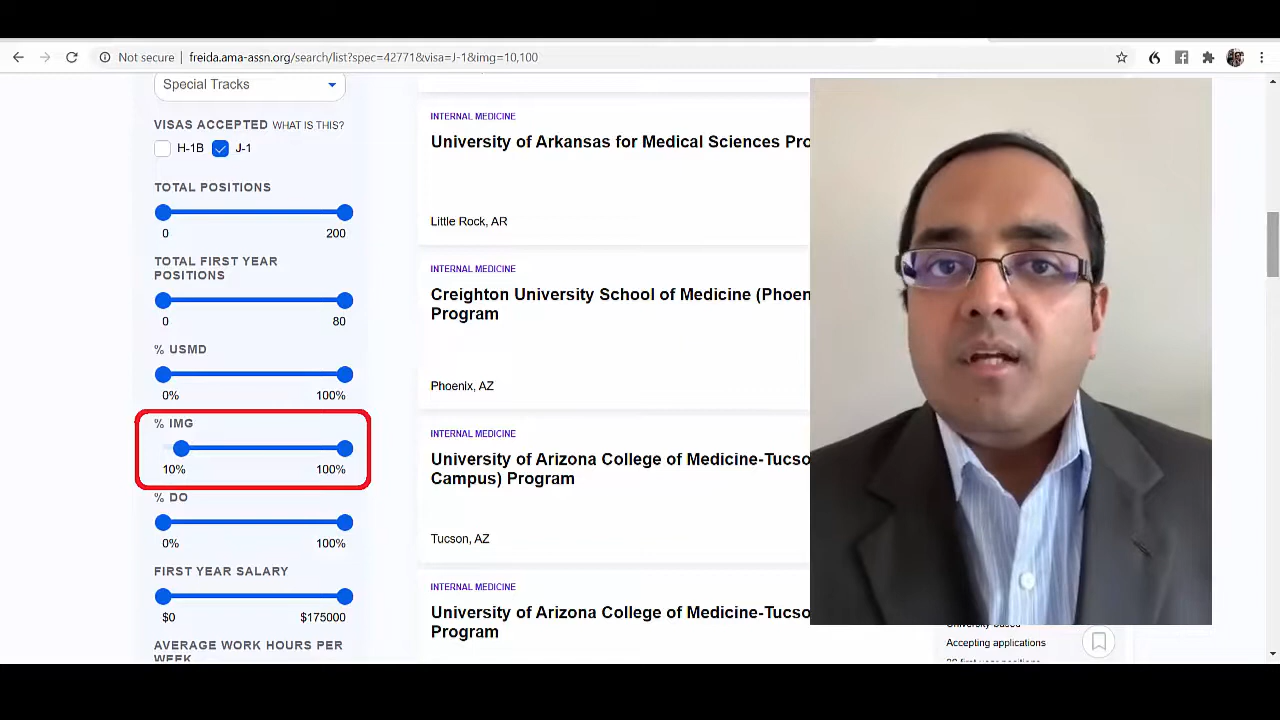 Not secure | freida.ama-assn.org/search/list?spec=42771&visa=J-1&img=10,100
Special Tracks
VISAS ACCEPTED WHAT IS THIS?
H-1B J-1
TOTAL POSITIONS
0 200
TOTAL FIRST YEAR
POSITIONS
0 80
% USMD
0% 100%
% IMG
10% 100%
% DO
0% 100%
FIRST YEAR SALARY
$0 $175000
AVERAGE WORK HOURS PER
WEEK
INTERNAL MEDICINE
University of Arkansas for Medical Sciences Pro
Little Rock, AR
INTERNAL MEDICINE
Creighton University School of Medicine (Phoen
Program
Phoenix, AZ
INTERNAL MEDICINE
University of Arizona College of Medicine-Tucso
Campus) Program
Tucson, AZ
INTERNAL MEDICINE
University of Arizona College of Medicine-Tucso
Program
Accepting applications